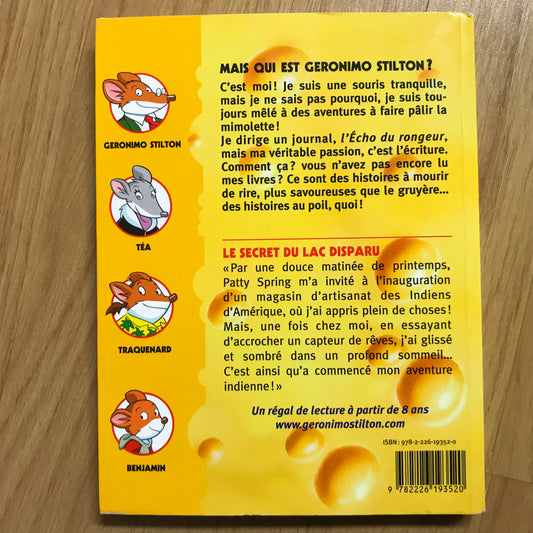 MAIS QUI EST GERONIMO STILTON ?
C'est moi ! Je suis une souris tranquille,
mais je ne sais pas pourquoi, je suis tou-
jours mêlé à des aventures à faire pâlir la
mimolette !
Je dirige un journal, l'Écho du rongeur,
mais ma véritable passion, c'est l'écriture.
Comment ça ? vous n'avez pas encore lu
mes livres ? Ce sont des histoires à mourir
de rire, plus savoureuses que le gruyère...
des histoires au poil, quoi !
LE SECRET DU LAC DISPARU
« Par une douce matinée de printemps,
Patty Spring m'a invité à l'inauguration
d'un magasin d'artisanat des Indiens
d'Amérique, où j'ai appris plein de choses !
Mais, une fois chez moi, en essayant
d'accrocher un capteur de rêves, j'ai glissé
et sombré dans un profond sommeil...
C'est ainsi qu'a commencé mon aventure
indienne ! »
Un régal de lecture à partir de 8 ans
www.geronimostilton.com
ISBN : 978-2-226-19352-0
9 782226 193520
GERONIMO STILTON
TÉA
TRAQUENARD
BENJAMIN